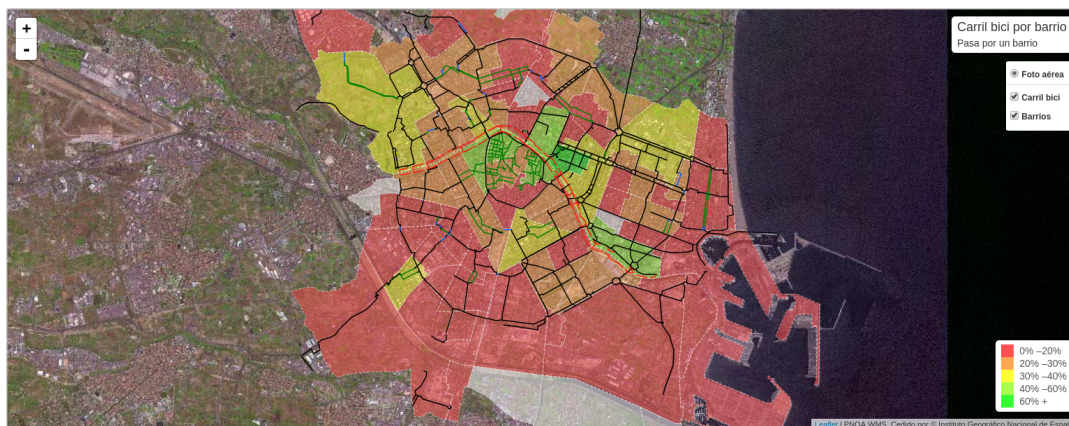 +
-
Carril bici por barrio
Pasa por un barrio
Foto aérea
Carril bici
Barrios
0% –20%
20% –30%
30% –40%
40% –60%
60% +
Leaflet | PNOA WMS. Cedido por © Instituto Geográfico Nacional de Españ